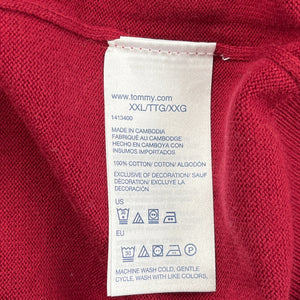 www.tommy.com
XXL/TTG/XXG
1413400
MADE IN CAMBODIA
FABRIQUÉ AU CAMBODGE
HECHO EN CAMBOYA CON
INSUMOS IMPORTADOS
100% COTTON/ COTON/ ALGODÓN
EXCLUSIVE OF DECORATION/ SAUF
DÉCORATION/ EXCLUSIVO DE
DECORACIÓN
US
EU
MACHINE WASH COLD, GENTLE
CYCLE, WASH WITH LIKE COLORS,